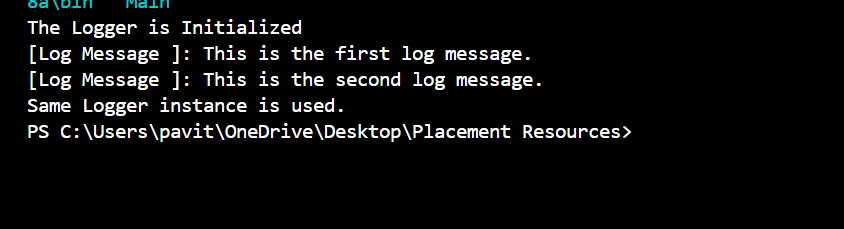 8a\bin' 'Main'
The Logger is Initialized
[Log Message ]: This is the first log message.
[Log Message ]: This is the second log message.
Same Logger instance is used.
PS C:\Users\pavit\OneDrive\Desktop\Placement Resources>